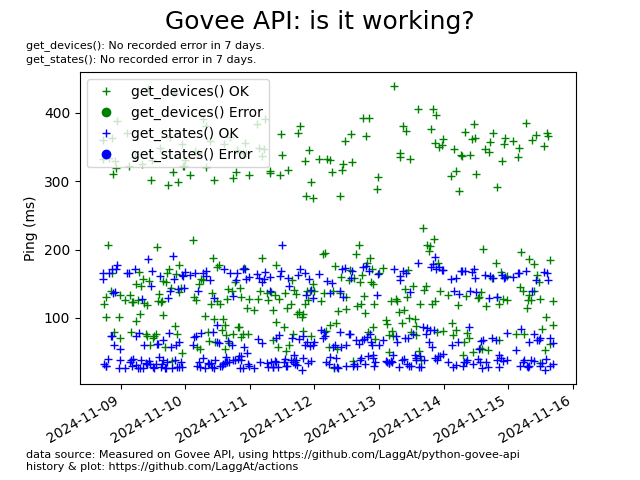 Govee API: is it working?
get_devices(): No recorded error in 7 days.
get_states(): No recorded error in 7 days.
get_devices() OK
get_devices() Error
get_states() OK
get_states() Error
Ping (ms)
400
300
200
100
2024-11-09
2024-11-10
2024-11-11
2024-11-12
2024-11-13
2024-11-14
2024-11-15
2024-11-16
data source: Measured on Govee API, using https://github.com/LaggAt/python-govee-api
history & plot: https://github.com/LaggAt/actions